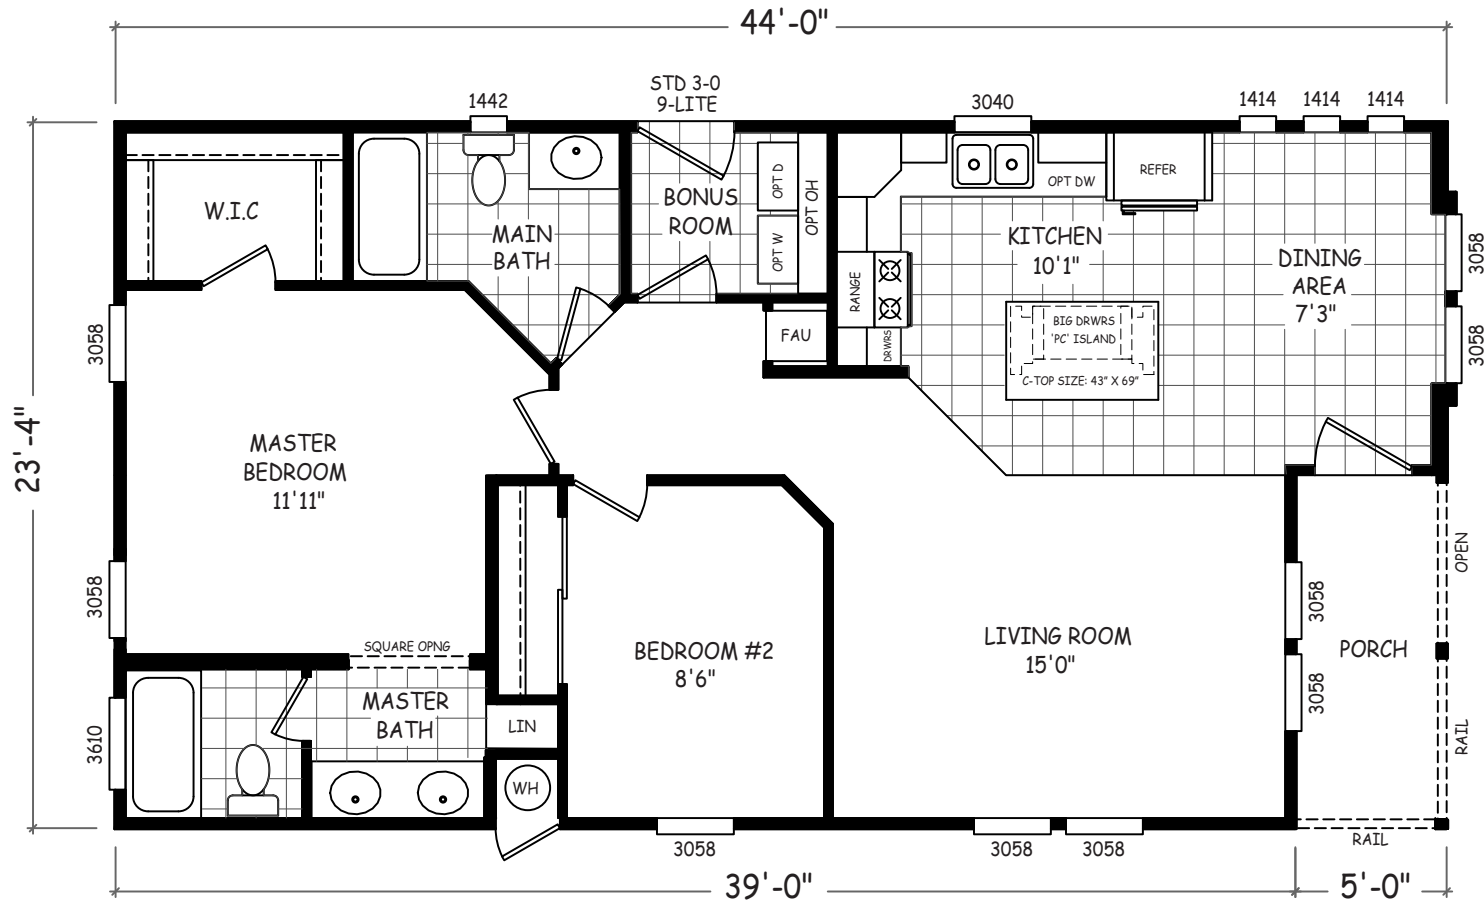 44'-0"
STD 3-0
9-LITE
1442
3040
1414
1414
1414
W.I.C
MAIN
BATH
BONUS
ROOM
OPT D
OPT W
OPT OH
OPT DW
REFER
KITCHEN
10'1"
DINING
AREA
7'3"
3058
3058
RANGE
DRWRS
FAU
BIG DRWRS
'PC' ISLAND
C-TOP SIZE: 43" X 69"
3058
23'-4"
MASTER
BEDROOM
11'11"
3058
SQUARE OPNG
BEDROOM #2
8'6"
LIVING ROOM
15'0"
3058
3058
PORCH
OPEN
RAIL
MASTER
BATH
LIN
3610
WH
3058
3058
3058
RAIL
39'-0"
5'-0"